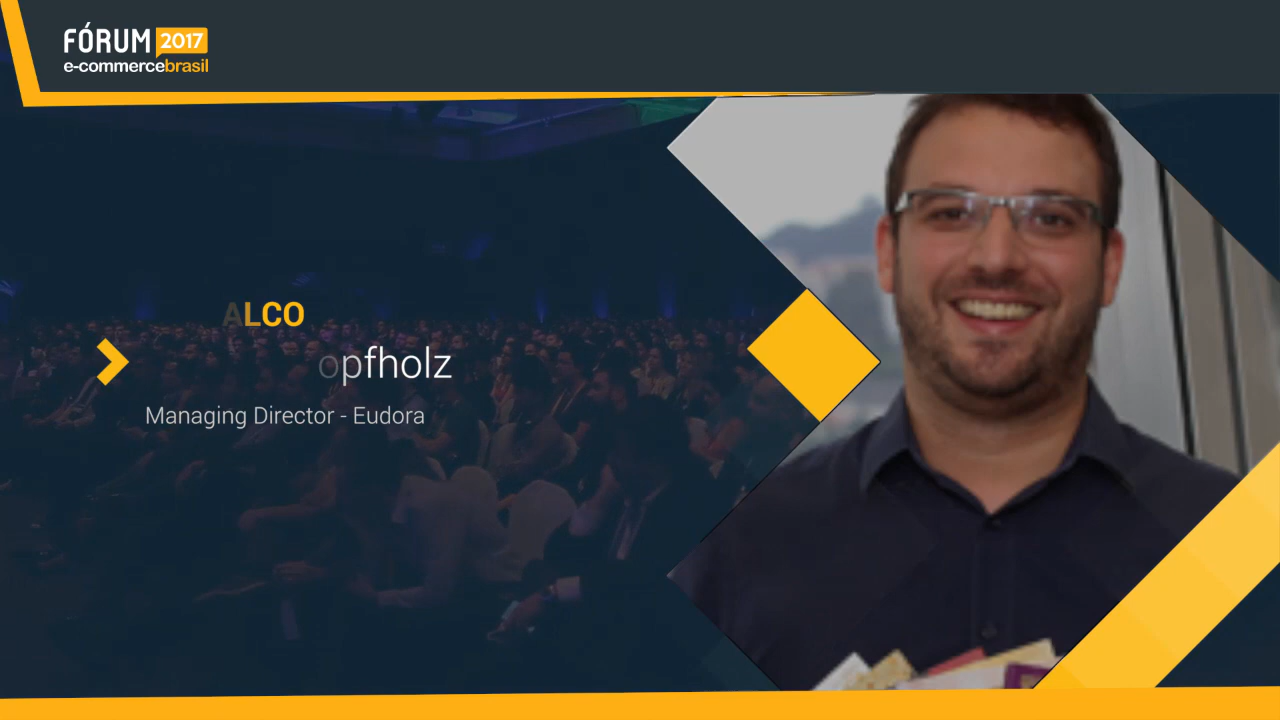 FÓRUM 2017
e-commercebrasil
ALCO
opfholz
Managing Director - Eudora